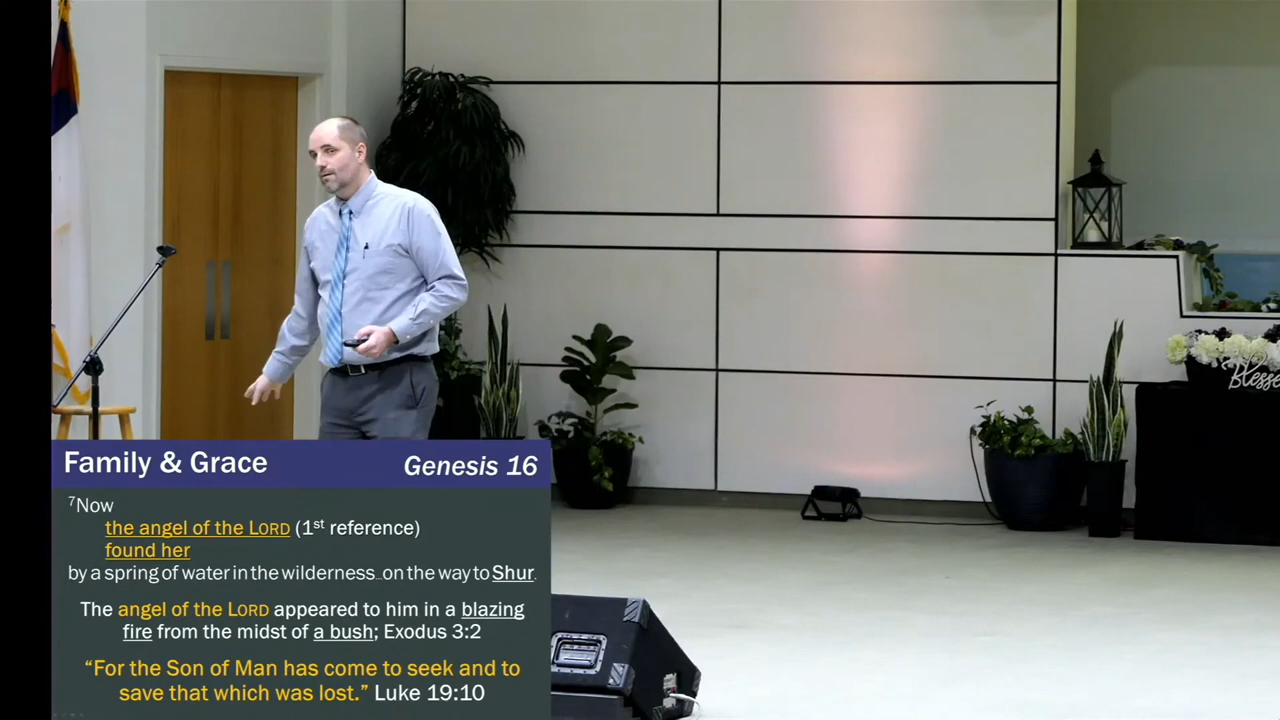 Family & Grace Genesis 16
⁷Now
the angel of the LORD (1st reference)
found her
by a spring of water in the wilderness...on the way to Shur.
The angel of the LORD appeared to him in a blazing
fire from the midst of a bush; Exodus 3:2
“For the Son of Man has come to seek and to
save that which was lost.” Luke 19:10
Blesse